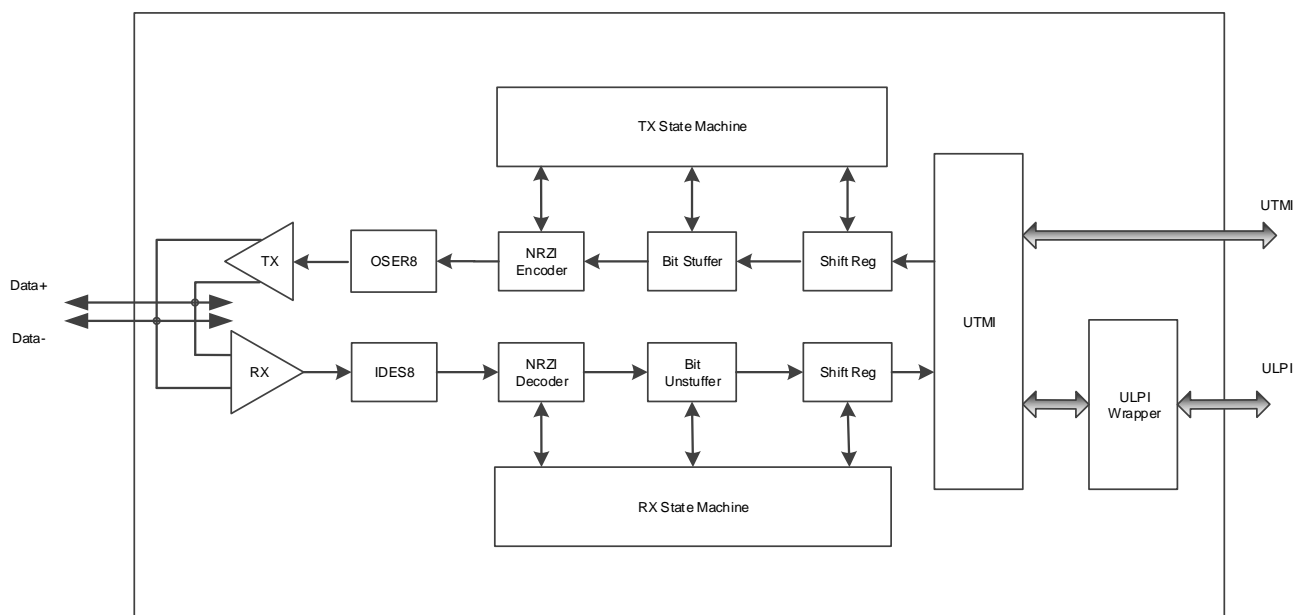 TX State Machine
UTMI
TX
OSER8
NRZI
Encoder
Bit Stuffer
Shift Reg
Data+
Data-
UTMI
RX
IDES8
NRZI
Decoder
Bit
Unstuffer
Shift Reg
ULPI
Wrapper
ULPI
RX State Machine